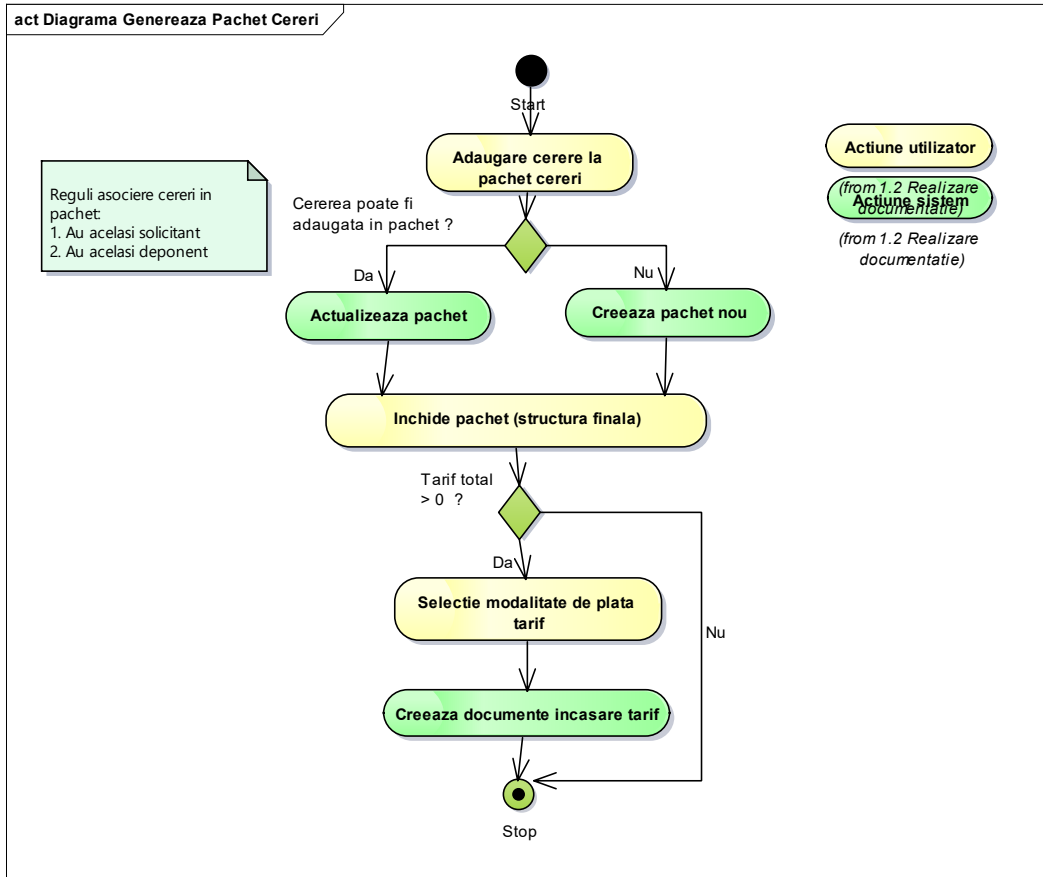 act Diagrama Genereaza Pachet Cereri
Start
Adaugare cerere la
pachet cereri
Actiune utilizator
(from 1.2 Realizare
documentatie)
Actiune sistem
(from 1.2 Realizare
documentatie)
Reguli asociere cereri in
pachet:
1. Au acelasi solicitant
2. Au acelasi deponent
Cererea poate fi
adaugata in pachet ?
Da
Nu
Actualizeaza pachet
Creeaza pachet nou
Inchide pachet (structura finala)
Tarif total
> 0 ?
Da
Selectie modalitate de plata
tarif
Nu
Creeaza documente incasare tarif
Stop